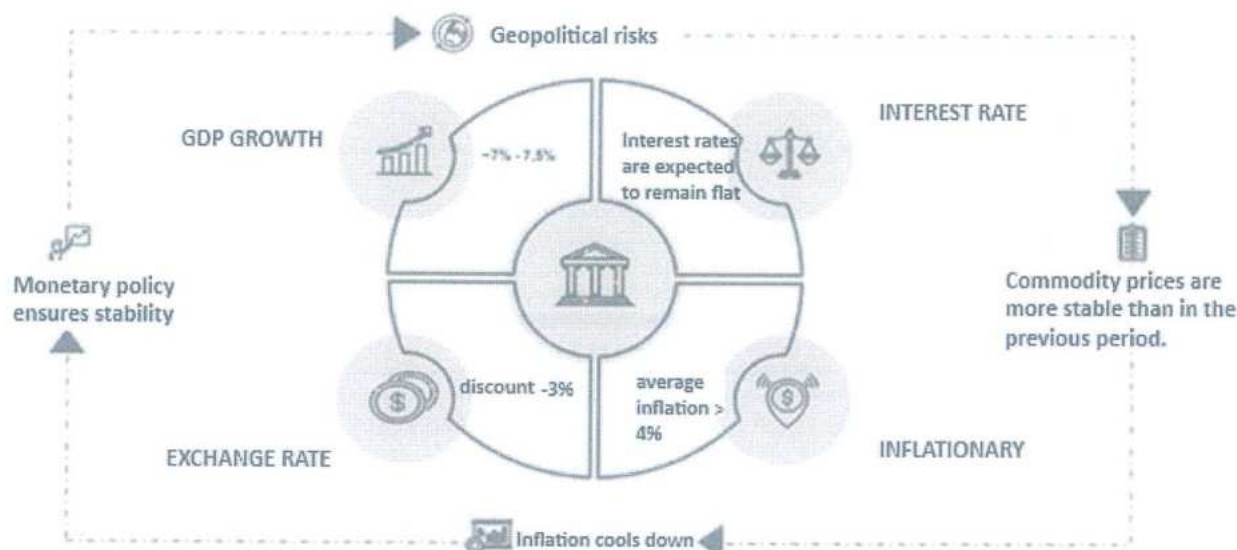 Geopolitical risks
GDP GROWTH
~7% - 7.5%
Interest rates
are expected
to remain flat
INTEREST RATE
Monetary policy
ensures stability
Commodity prices are
more stable than in the
previous period.
discount -3%
average
inflation >
4%
EXCHANGE RATE
INFLATIONARY
Inflation cools down